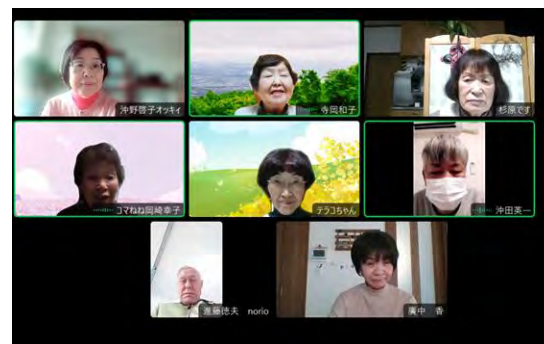 沖野啓子オッキイ
寺岡和子
杉原です
コマねね岡崎幸子
テラコちゃん
沖田英一
進藤徳夫 norio
廣中 香